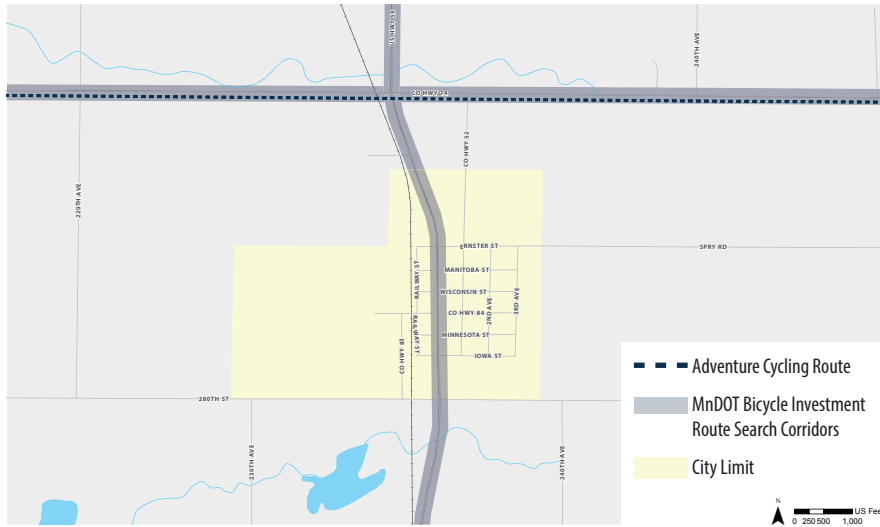 US HWY 59
240TH AVE
CO HWY 14
CO HWY 52
220TH AVE
ERNSTER ST
SPRY RD
MANITOBA ST
RAILWAY ST
WISCONSIN ST
3RD AVE
2ND AVE
CO HWY 84
RAILWAY ST
MINNESOTA ST
CO HWY 83
IOWA ST
280TH ST
230TH AVE
240TH AVE
Adventure Cycling Route
MnDOT Bicycle Investment
Route Search Corridors
City Limit
N
US Fee
0 250 500 1,000